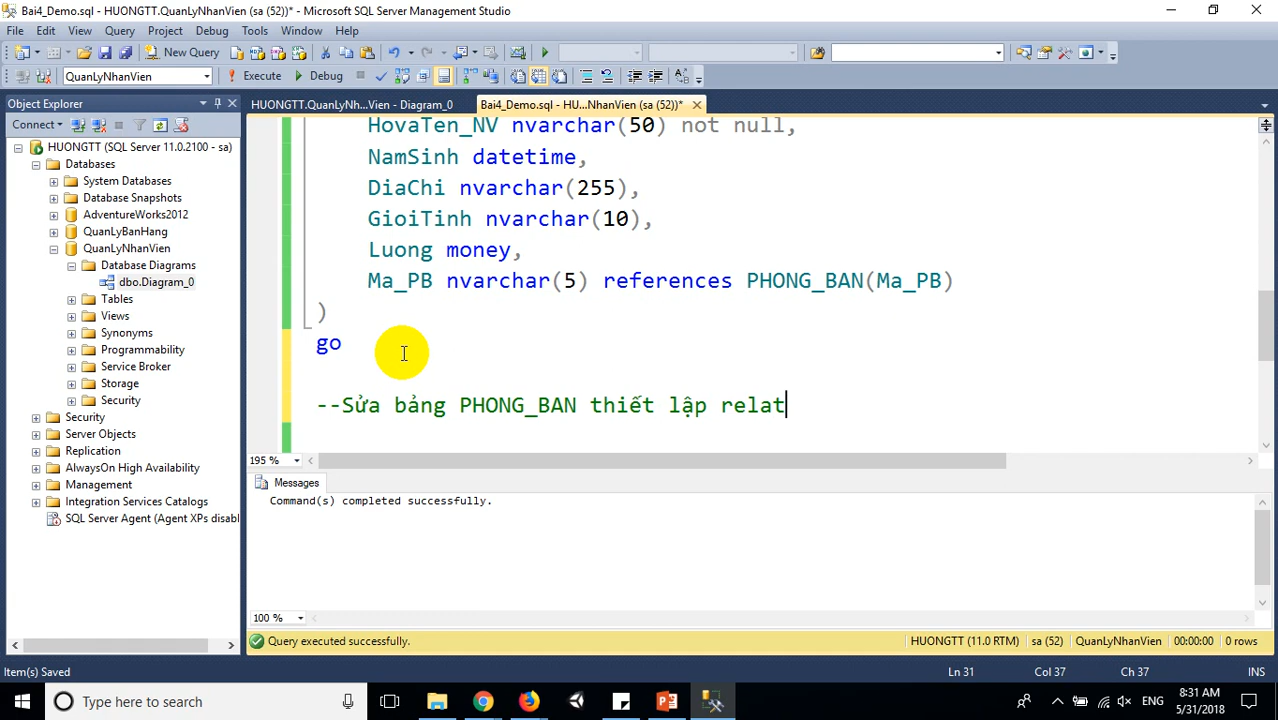 Bai4_Demo.sql - HUONGTT.QuanLyNhanVien (sa (52))* - Microsoft SQL Server Management Studio
File Edit View Query Project Debug Tools Window Help
New Query
QuanLyNhanVien Execute Debug
Object Explorer
HUONGTT.QuanLyNh...Vien - Diagram_0 Bai4_Demo.sql - HU...NhanVien (sa (52))*
Connect
HUONGTT (SQL Server 11.0.2100 - sa)
Databases
System Databases
Database Snapshots
AdventureWorks2012
QuanLyBanHang
QuanLyNhanVien
Database Diagrams
dbo.Diagram_0
Tables
Views
Synonyms
Programmability
Service Broker
Storage
Security
Security
Server Objects
Replication
AlwaysOn High Availability
Management
Integration Services Catalogs
SQL Server Agent (Agent XPs disabl
HovaTen_NV nvarchar(50) not null,
NamSinh datetime,
DiaChi nvarchar(255),
GioiTinh nvarchar(10),
Luong money,
Ma_PB nvarchar(5) references PHONG_BAN(Ma_PB)
)
go
--Sửa bảng PHONG_BAN thiết lập relat
195 %
Messages
Command(s) completed successfully.
100 %
Query executed successfully. HUONGTT (11.0 RTM) sa (52) QuanLyNhanVien 00:00:00 0 rows
Item(s) Saved Ln 31 Col 37 Ch 37 INS
Type here to search ENG 8:31 AM
5/31/2018